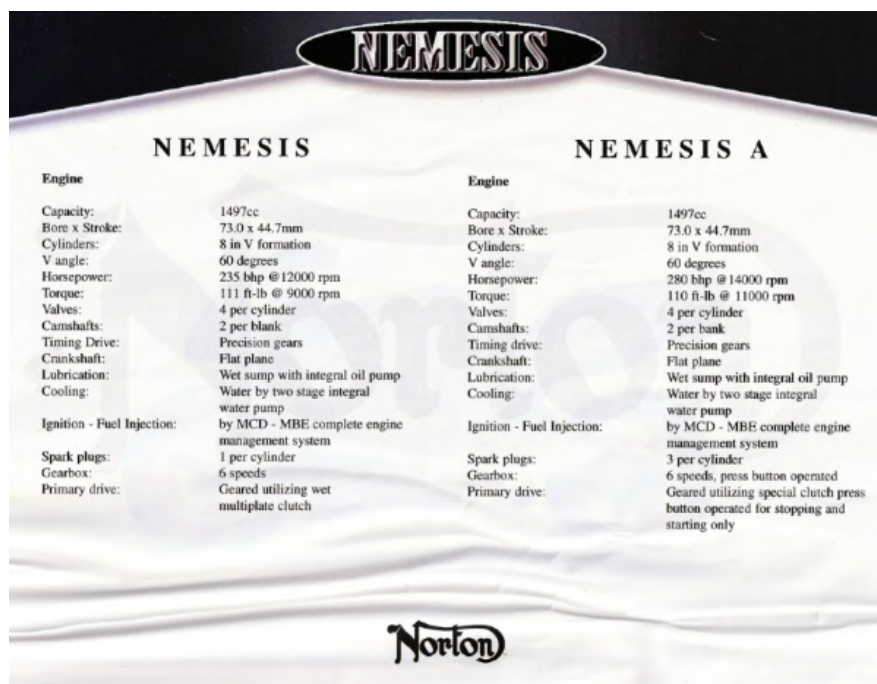 NEMESIS
NEMESIS
Engine
Capacity: 1497cc
Bore x Stroke: 73.0 x 44.7mm
Cylinders: 8 in V formation
V angle: 60 degrees
Horsepower: 235 bhp @12000 rpm
Torque: 111 ft-lb @ 9000 rpm
Valves: 4 per cylinder
Camshafts: 2 per blank
Timing Drive: Precision gears
Crankshaft: Flat plane
Lubrication: Wet sump with integral oil pump
Cooling: Water by two stage integral
water pump
Ignition - Fuel Injection: by MCD - MBE complete engine
management system
Spark plugs: 1 per cylinder
Gearbox: 6 speeds
Primary drive: Geared utilizing wet
multiplate clutch
NEMESIS A
Engine
Capacity: 1497cc
Bore x Stroke: 73.0 x 44.7mm
Cylinders: 8 in V formation
V angle: 60 degrees
Horsepower: 280 bhp @14000 rpm
Torque: 110 ft-lb @ 11000 rpm
Valves: 4 per cylinder
Camshafts: 2 per bank
Timing drive: Precision gears
Crankshaft: Flat plane
Lubrication: Wet sump with integral oil pump
Cooling: Water by two stage integral
water pump
Ignition - Fuel Injection: by MCD - MBE complete engine
management system
Spark plugs: 3 per cylinder
Gearbox: 6 speeds, press button operated
Primary drive: Geared utilizing special clutch press
button operated for stopping and
starting only
Norton
Norton